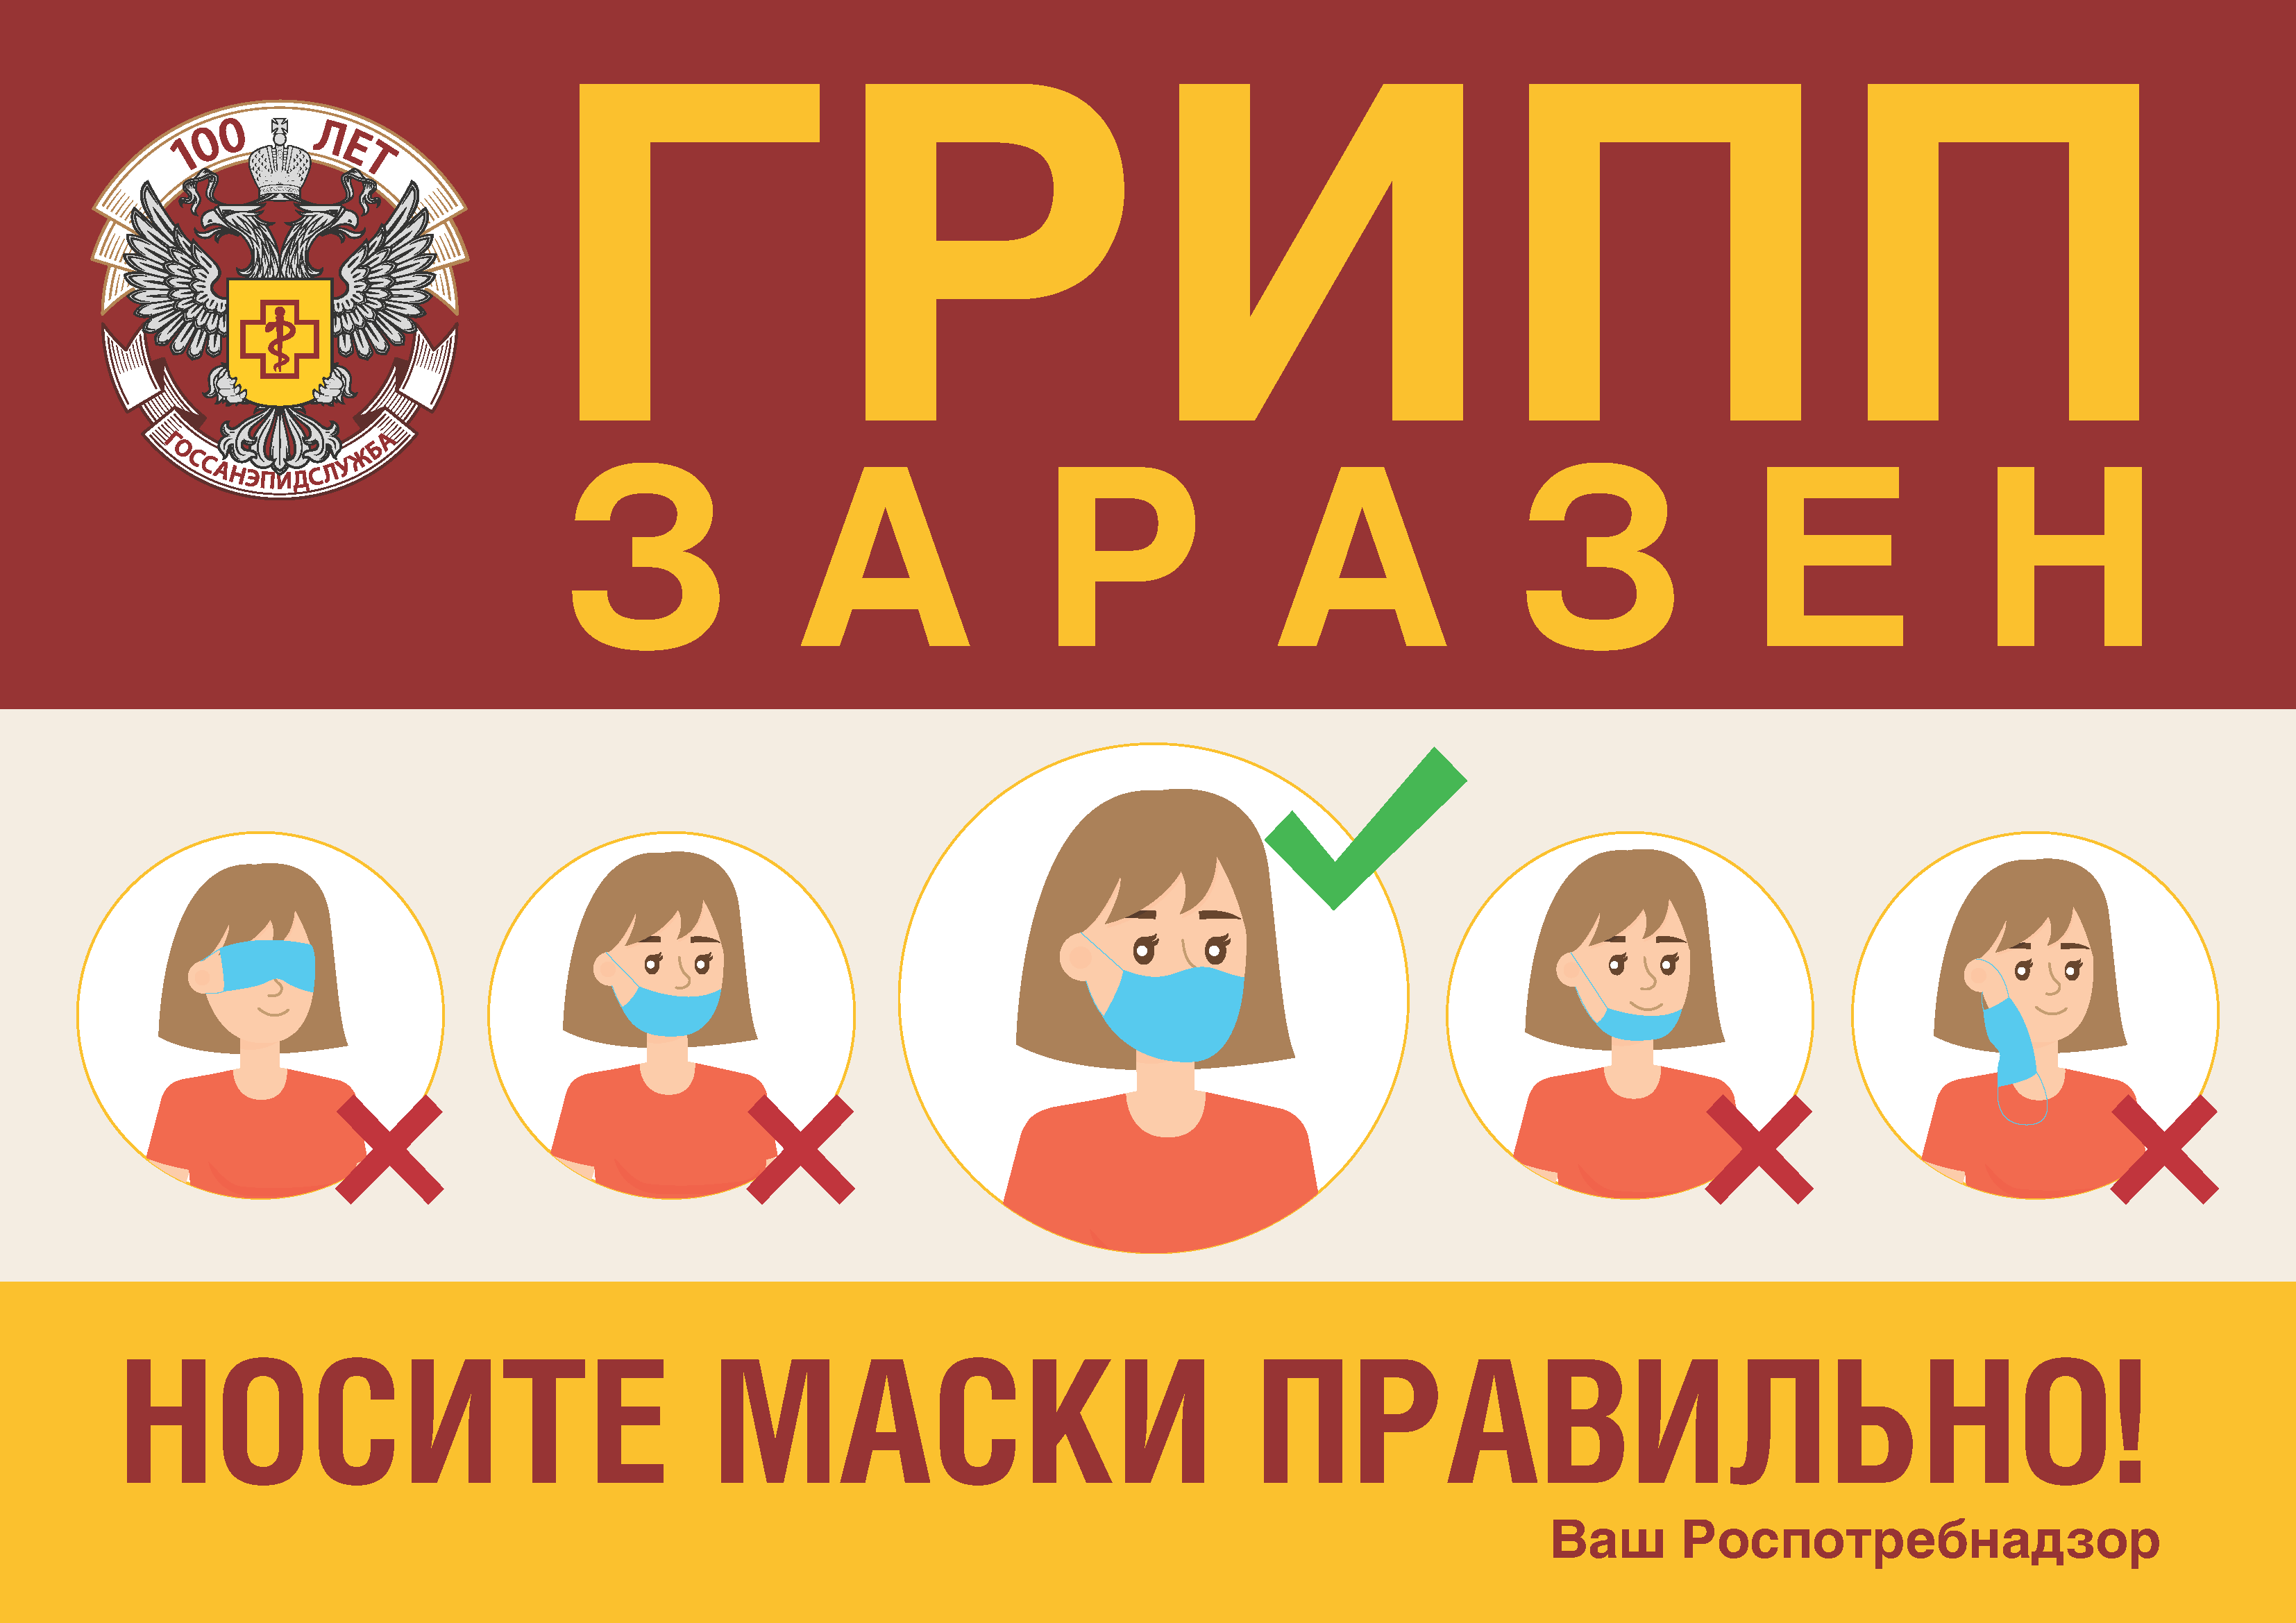 100 ЛЕТ
ГОССАНЭПИДСЛУЖБА
ГРИПП
ЗАРАЗЕН
НОСИТЕ МАСКИ ПРАВИЛЬНО!
Ваш Роспотребнадзор